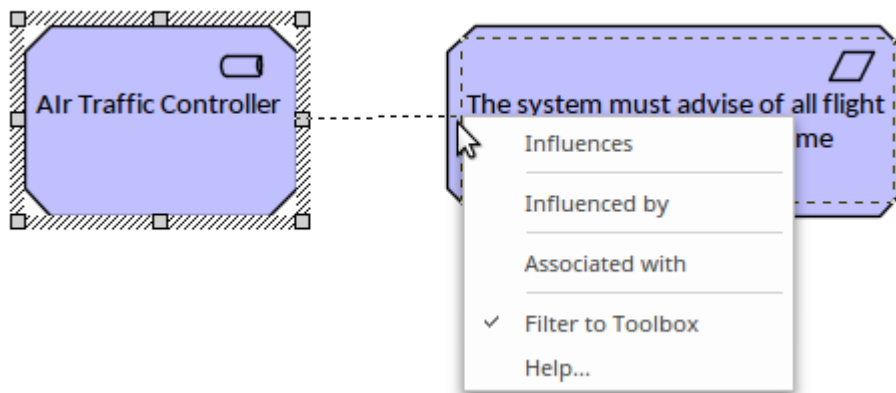 AIr Traffic Controller
The system must advise of all flight
me
Influences
Influenced by
Associated with
Filter to Toolbox
Help...